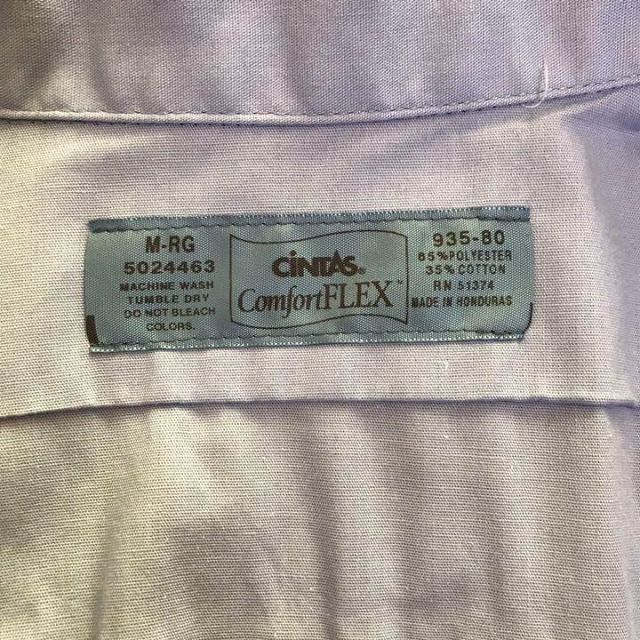 M-RG
5024463
MACHINE WASH
TUMBLE DRY
DO NOT BLEACH
COLORS.
CiNTAS®
ComfortFLEX™
935-80
65%POLYESTER
35% COTTON
RN 51374
MADE IN HONDURAS